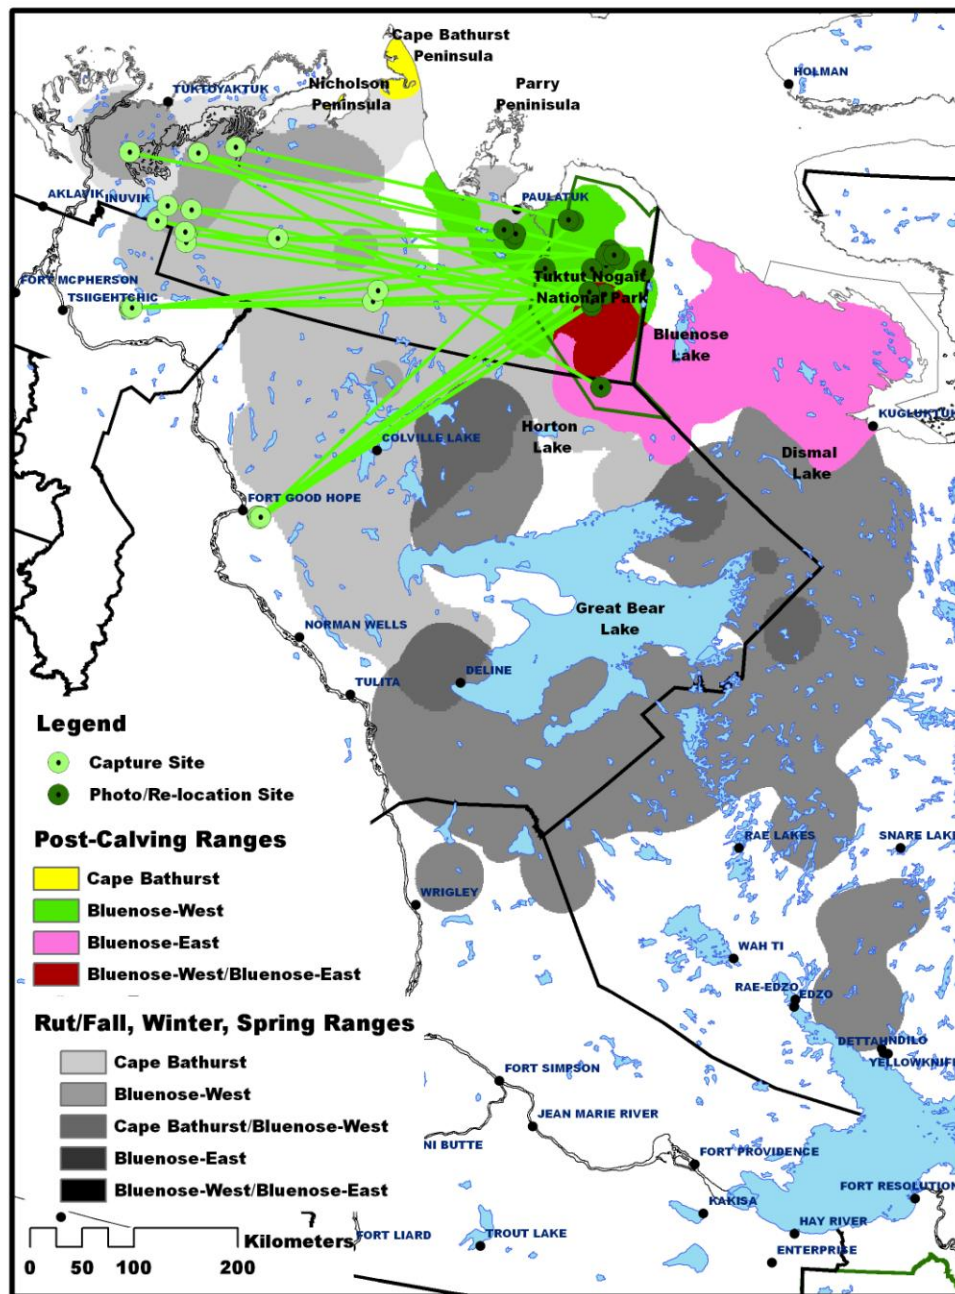 Cape Bathurst
Peninsula
HOLMAN
Nicholson
Peninsula
Parry
Peninisula
TUKTOYAKTUK
AKLAVIK
INUVIK
PAULATUK
FORT MCPHERSON
TSIIGEHTCHIC
Tuktut Nogait
National Park
Bluenose
Lake
KUGLUKTUK
Horton
Lake
COLVILLE LAKE
Dismal
Lake
FORT GOOD HOPE
Great Bear
Lake
NORMAN WELLS
DELINE
TULITA
Legend
Capture Site
Photo/Re-location Site
Post-Calving Ranges
Cape Bathurst
Bluenose-West
Bluenose-East
Bluenose-West/Bluenose-East
RAE LAKES
SNARE LAKE
WRIGLEY
WAH TI
RAE-EDZO
EDZO
Rut/Fall, Winter, Spring Ranges
Cape Bathurst
Bluenose-West
Cape Bathurst/Bluenose-West
Bluenose-East
Bluenose-West/Bluenose-East
DETTAH
NDILO
YELLOWKNIF
FORT SIMPSON
JEAN MARIE RIVER
NI BUTTE
FORT PROVIDENCE
FORT RESOLUTION
KAKISA
HAY RIVER
FORT LIARD
TROUT LAKE
ENTERPRISE
Kilometers
0 50 100 200